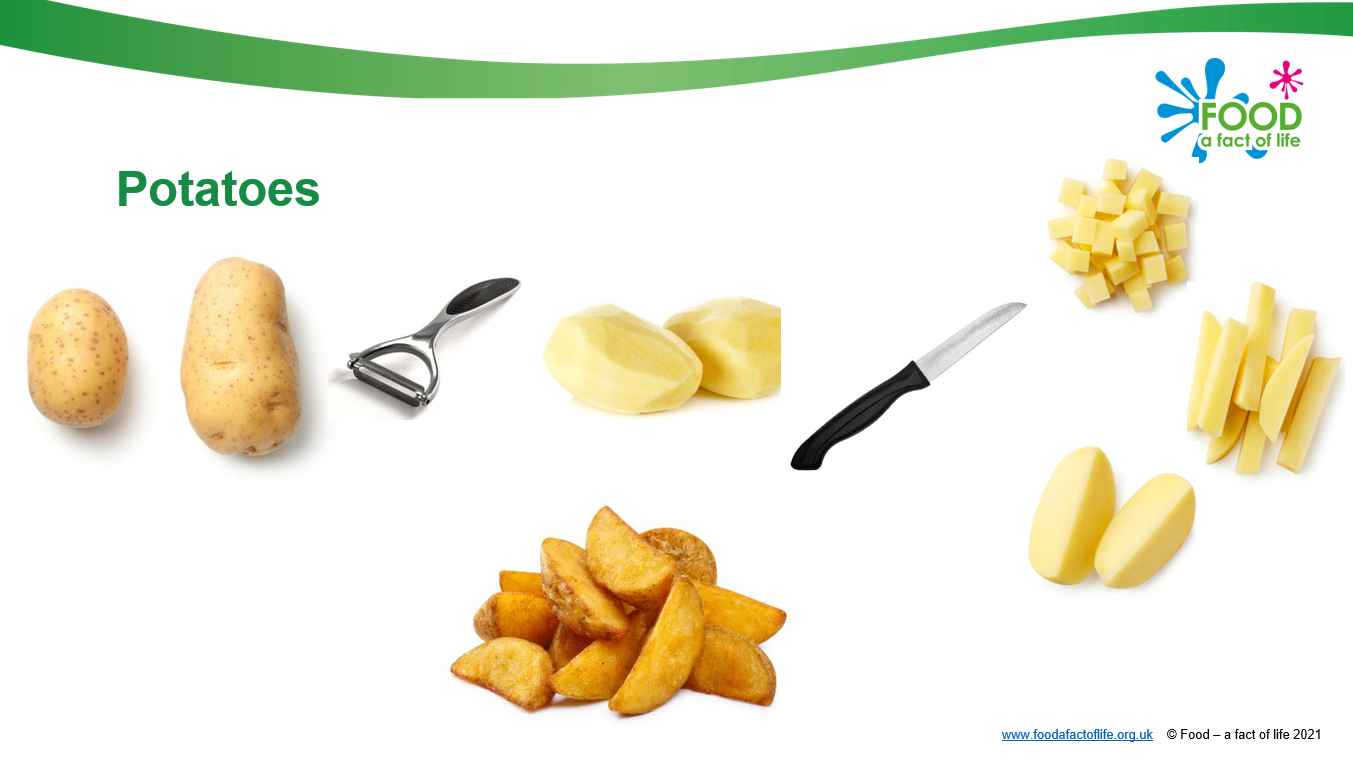 FOOD
a fact of life
Potatoes
www.foodafactoflife.org.uk © Food – a fact of life 2021